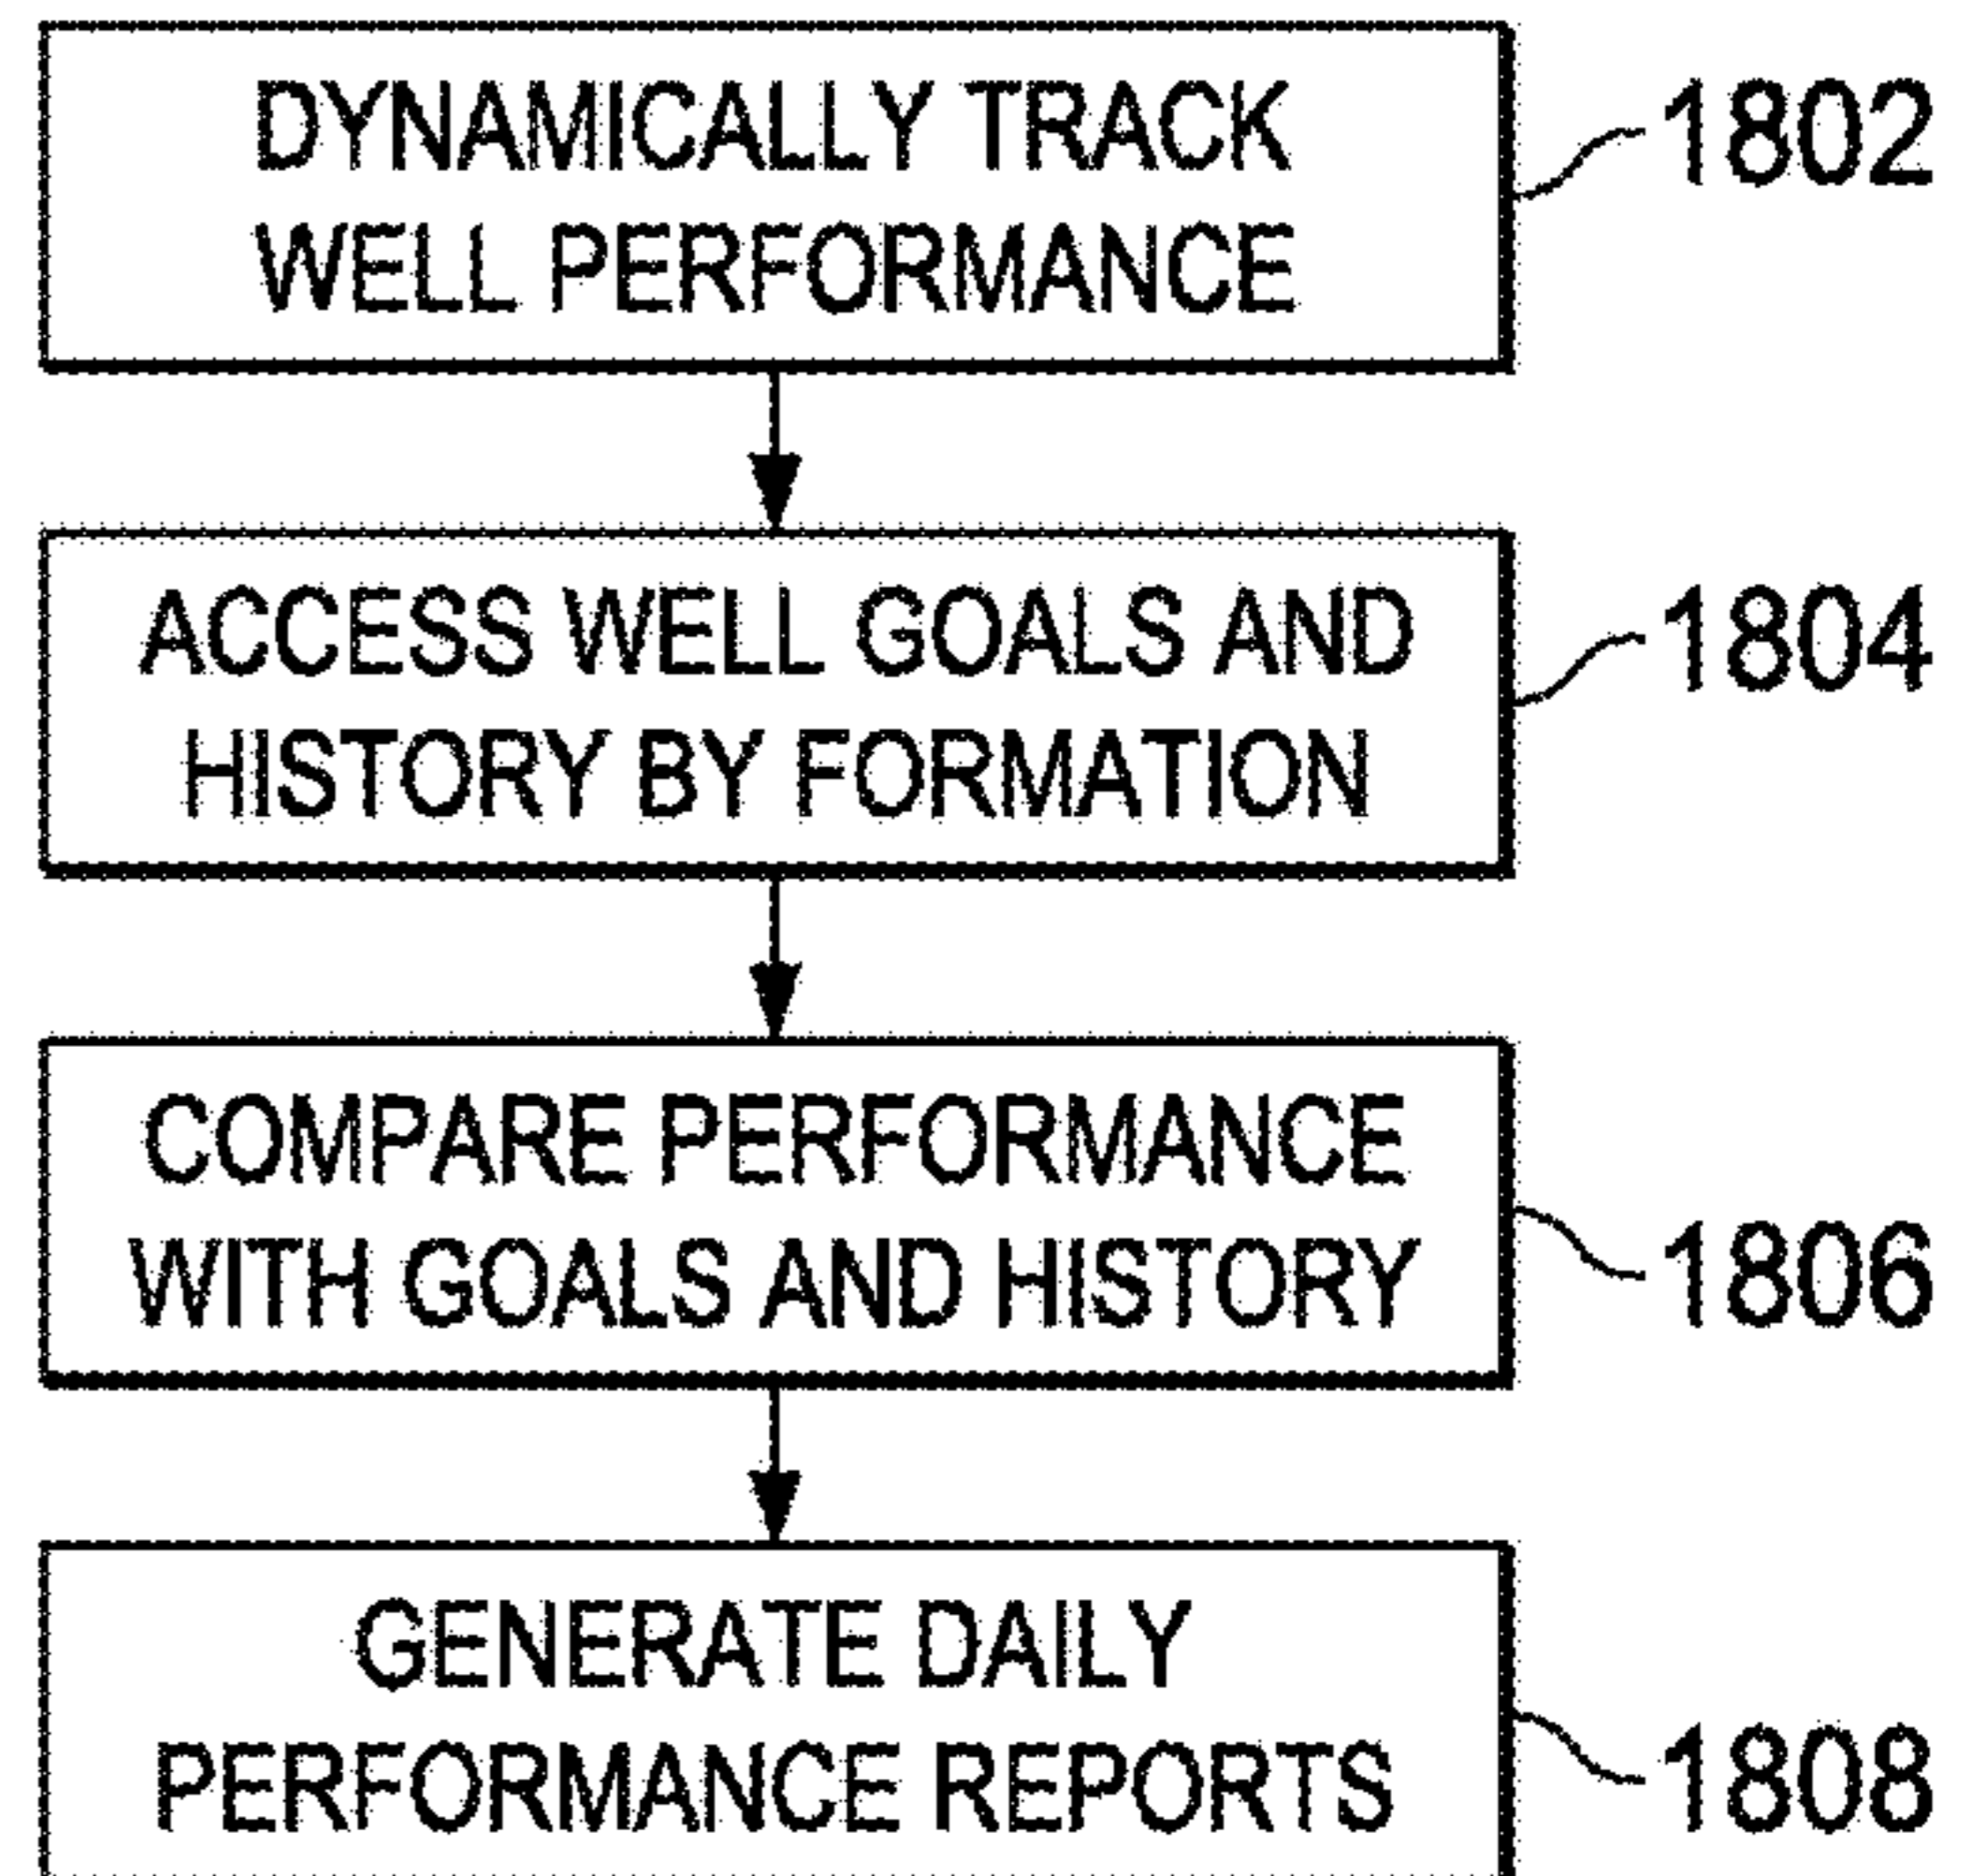 DYNAMICALLY TRACK
WELL PERFORMANCE
1802
ACCESS WELL GOALS AND
HISTORY BY FORMATION
1804
COMPARE PERFORMANCE
WITH GOALS AND HISTORY
1806
GENERATE DAILY
PERFORMANCE REPORTS
1808